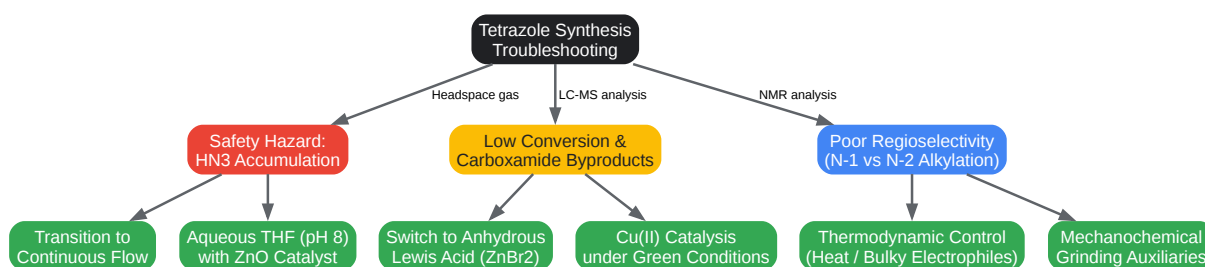 Tetrazole Synthesis
Troubleshooting
Headspace gas
LC-MS analysis
NMR analysis
Safety Hazard:
HN3 Accumulation
Low Conversion &
Carboxamide Byproducts
Poor Regioselectivity
(N-1 vs N-2 Alkylation)
Transition to
Continuous Flow
Aqueous THF (pH 8)
with ZnO Catalyst
Switch to Anhydrous
Lewis Acid (ZnBr2)
Cu(II) Catalysis
under Green Conditions
Thermodynamic Control
(Heat / Bulky Electrophiles)
Mechanochemical
Grinding Auxiliaries